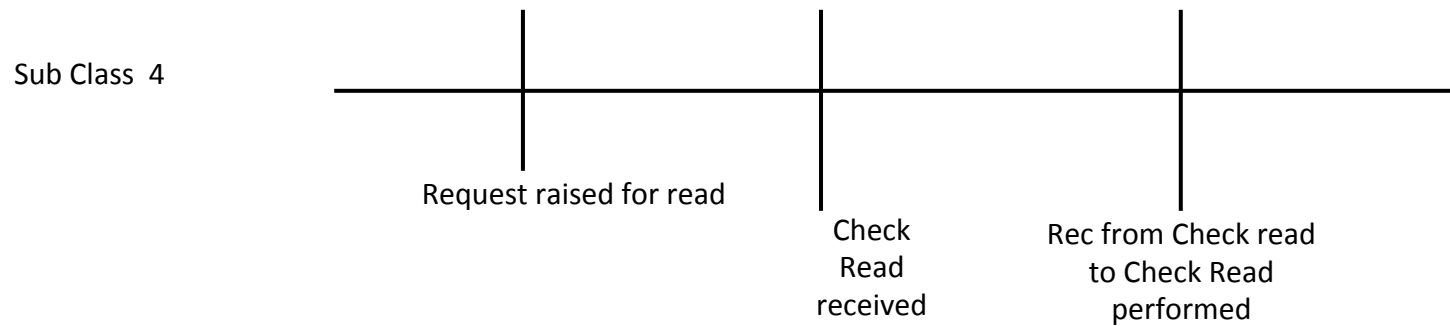 Sub Class 4
Request raised for read
Check
Read
received
Rec from Check read
to Check Read
performed